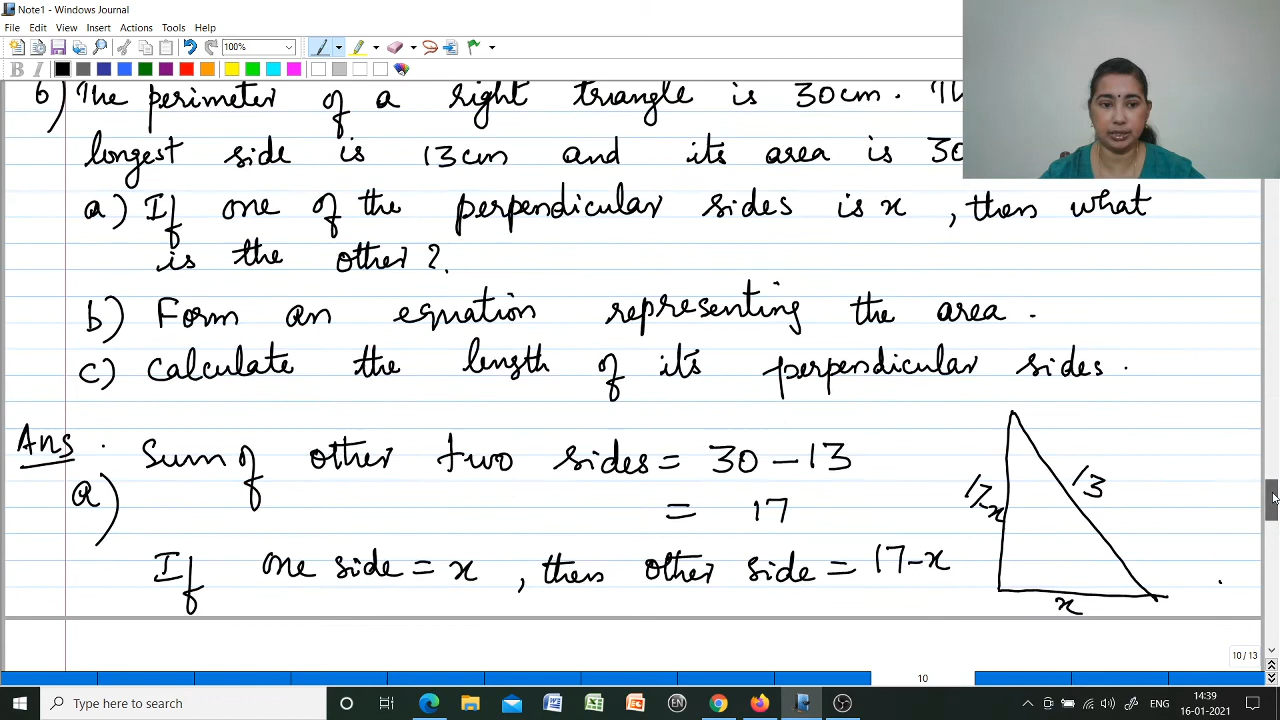 Note1 - Windows Journal
File Edit View Insert Actions Tools Help
100%
B I
6) The perimeter of a right triangle is 30cm.
longest side is 13cm and its area is 30
a) If one of the perpendicular sides is x, then what
is the other?
b) Form an equation representing the area.
c) Calculate the length of its perpendicular sides.
Ans.
a) Sum of other two sides = 30 - 13
= 17
If one side = x, then other side = 17-x
17-x
13
x
10 / 13
10
Type here to search
EN
ENG
14:39
16-01-2021